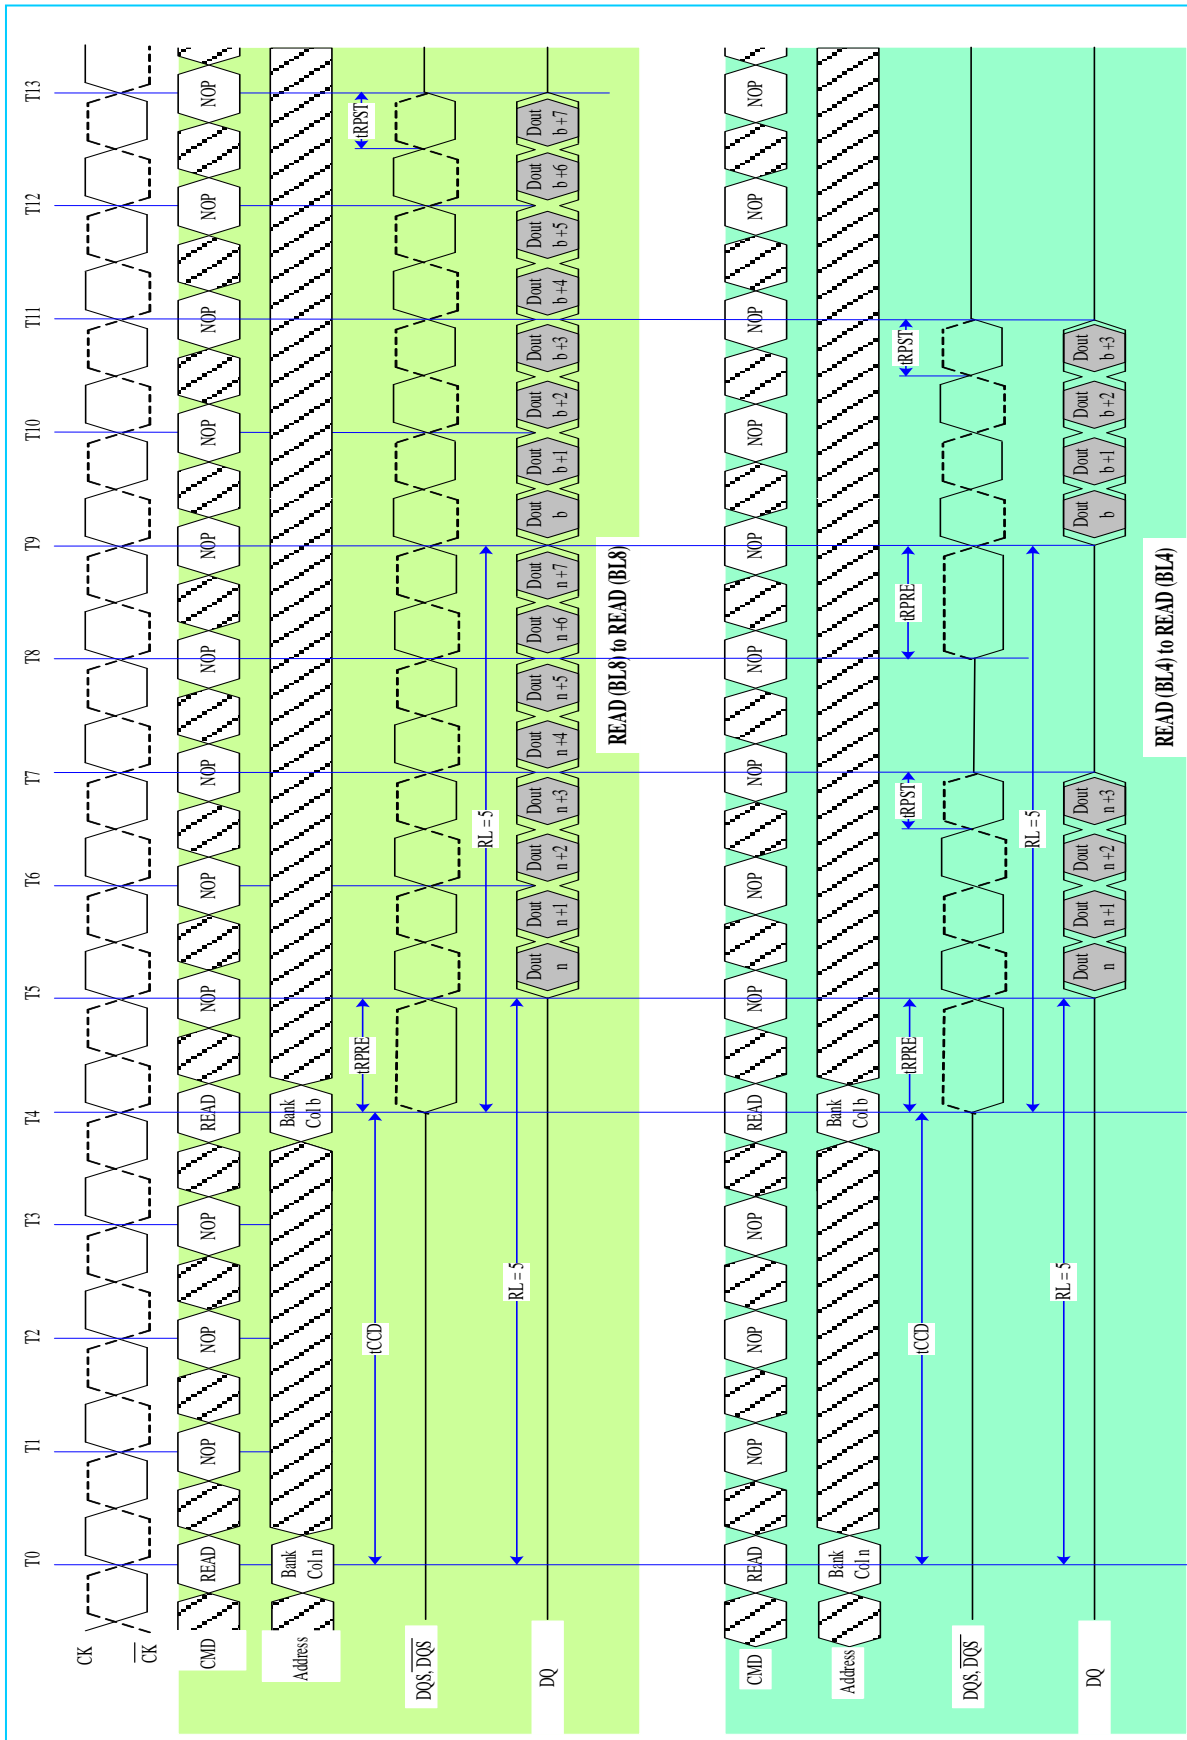 T0 T1 T2 T3 T4 T5 T6 T7 T8 T9 T10 T11 T12 T13
CK
CK
CMD READ NOP NOP NOP READ NOP NOP NOP NOP NOP NOP NOP NOP NOP
Address Bank Col n Bank Col b
tCCD tRPRE tRPST
DQS, DQS
RL = 5
RL = 5
DQ Dout n Dout n+1 Dout n+2 Dout n+3 Dout n+4 Dout n+5 Dout n+6 Dout n+7 Dout b Dout b+1 Dout b+2 Dout b+3 Dout b+4 Dout b+5 Dout b+6 Dout b+7
READ (BL8) to READ (BL8)
CMD READ NOP NOP NOP READ NOP NOP NOP NOP NOP NOP NOP NOP NOP
Address Bank Col n Bank Col b
tCCD tRPRE tRPST tRPRE tRPST
DQS, DQS
RL = 5
RL = 5
DQ Dout n Dout n+1 Dout n+2 Dout n+3 Dout b Dout b+1 Dout b+2 Dout b+3
READ (BL4) to READ (BL4)